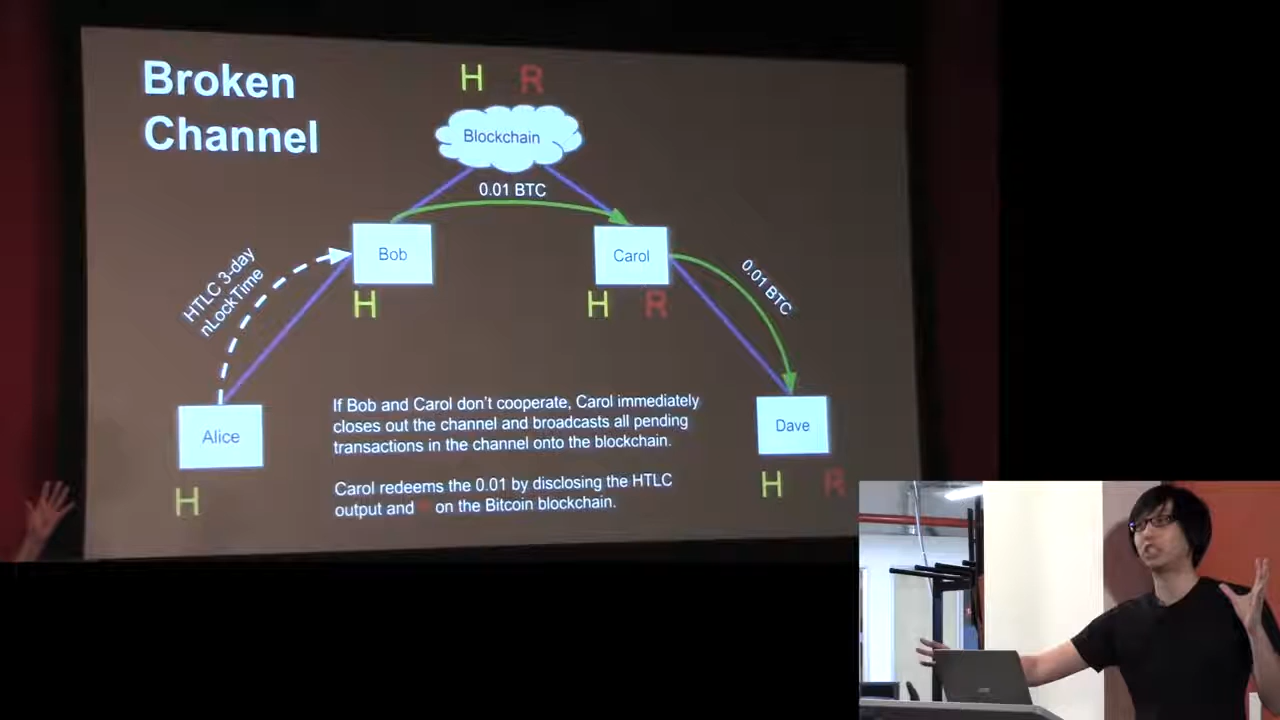 Broken
Channel
H R
Blockchain
0.01 BTC
Bob
Carol
HTLC 3-day
nLockTime
0.01 BTC
H
H R
If Bob and Carol don't cooperate, Carol immediately
closes out the channel and broadcasts all pending
transactions in the channel onto the blockchain.
Alice
Dave
Carol redeems the 0.01 by disclosing the HTLC
output and R on the Bitcoin blockchain.
H
H R